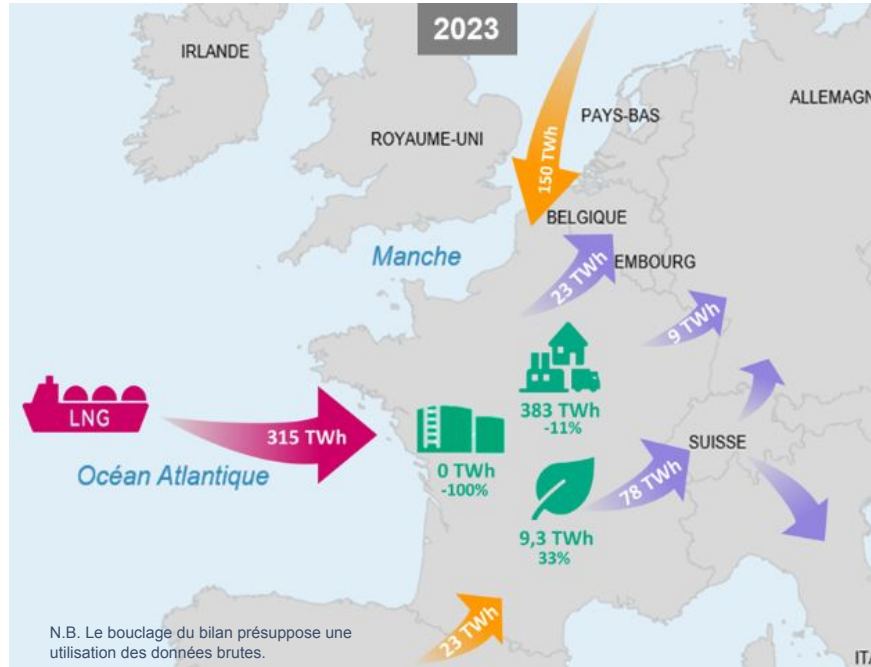 2023
IRLANDE
ALLEMAGN
PAYS-BAS
ROYAUME-UNI
150 TWh
BELGIQUE
Manche
EMBOURG
23 TWh
9 TWh
383 TWh
-11%
LNG
315 TWh
SUISSE
0 TWh
-100%
Océan Atlantique
78 TWh
9,3 TWh
33%
23 TWh
N.B. Le bouclage du bilan présuppose une
utilisation des données brutes.
ITA